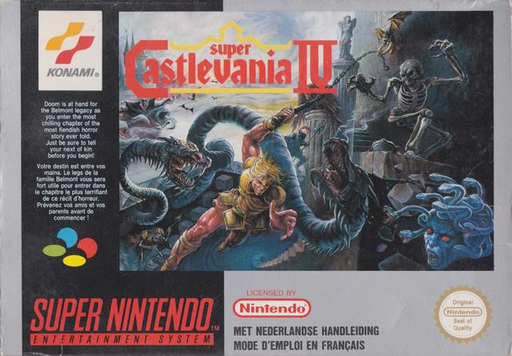 KONAMI®
super
Castlevania IV
Doom is at hand for
the Belmont legacy as
you enter the most
chilling chapter of the
most fiendish horror
story ever told.
Just be sure to tell
your next of kin
before you begin!
Votre destin est entre vos
mains. Le legs de la
famille Belmont vous sera
fort utile pour entrer dans
le chapitre le plus terrifiant
de ce récit d'horreur.
Prévenez vos amis et vos
parents avant de
commencer !
SUPER NINTENDO™
ENTERTAINMENT SYSTEM
LICENSED BY
Nintendo®
MET NEDERLANDSE HANDLEIDING
MODE D'EMPLOI EN FRANÇAIS
Original
Nintendo
Seal of
Quality